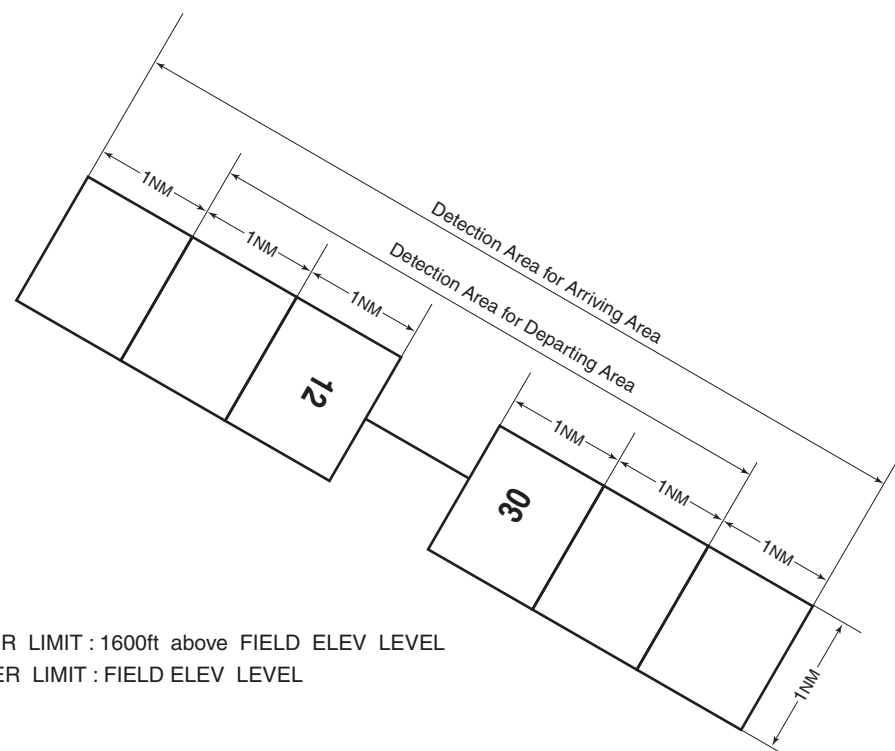 Detection Area for Arriving Area
Detection Area for Departing Area
1NM
1NM
1NM
12
1NM
1NM
1NM
30
1NM
LIMIT : 1600ft above FIELD ELEV LEVEL
LIMIT : FIELD ELEV LEVEL